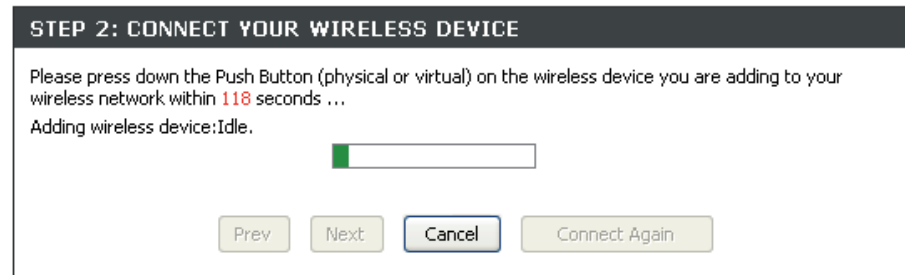 STEP 2: CONNECT YOUR WIRELESS DEVICE
Please press down the Push Button (physical or virtual) on the wireless device you are adding to your
wireless network within 118 seconds ...
Adding wireless device:Idle.
Prev Next Cancel Connect Again